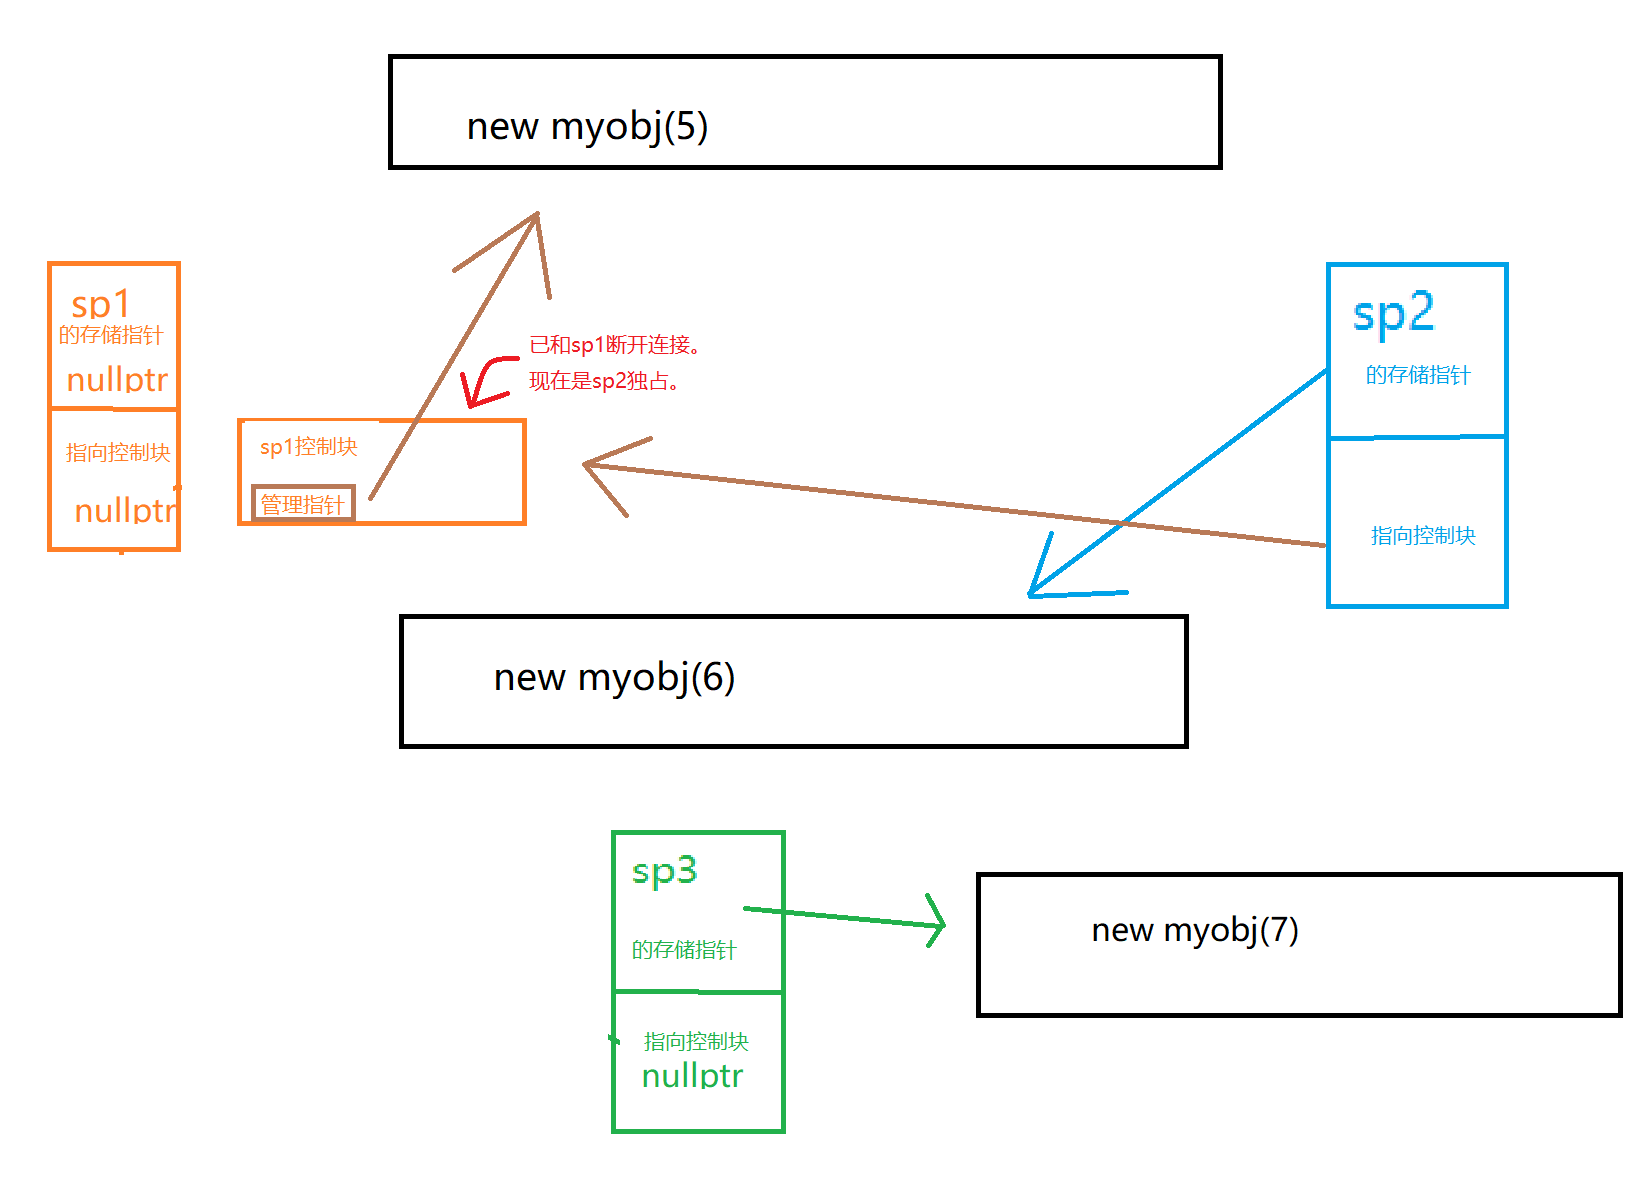 new myobj(5)
sp1
的存储指针
nullptr
指向控制块
nullptr
已和sp1断开连接。
现在是sp2独占。
sp1控制块
管理指针
sp2
的存储指针
指向控制块
new myobj(6)
sp3
的存储指针
指向控制块
nullptr
new myobj(7)